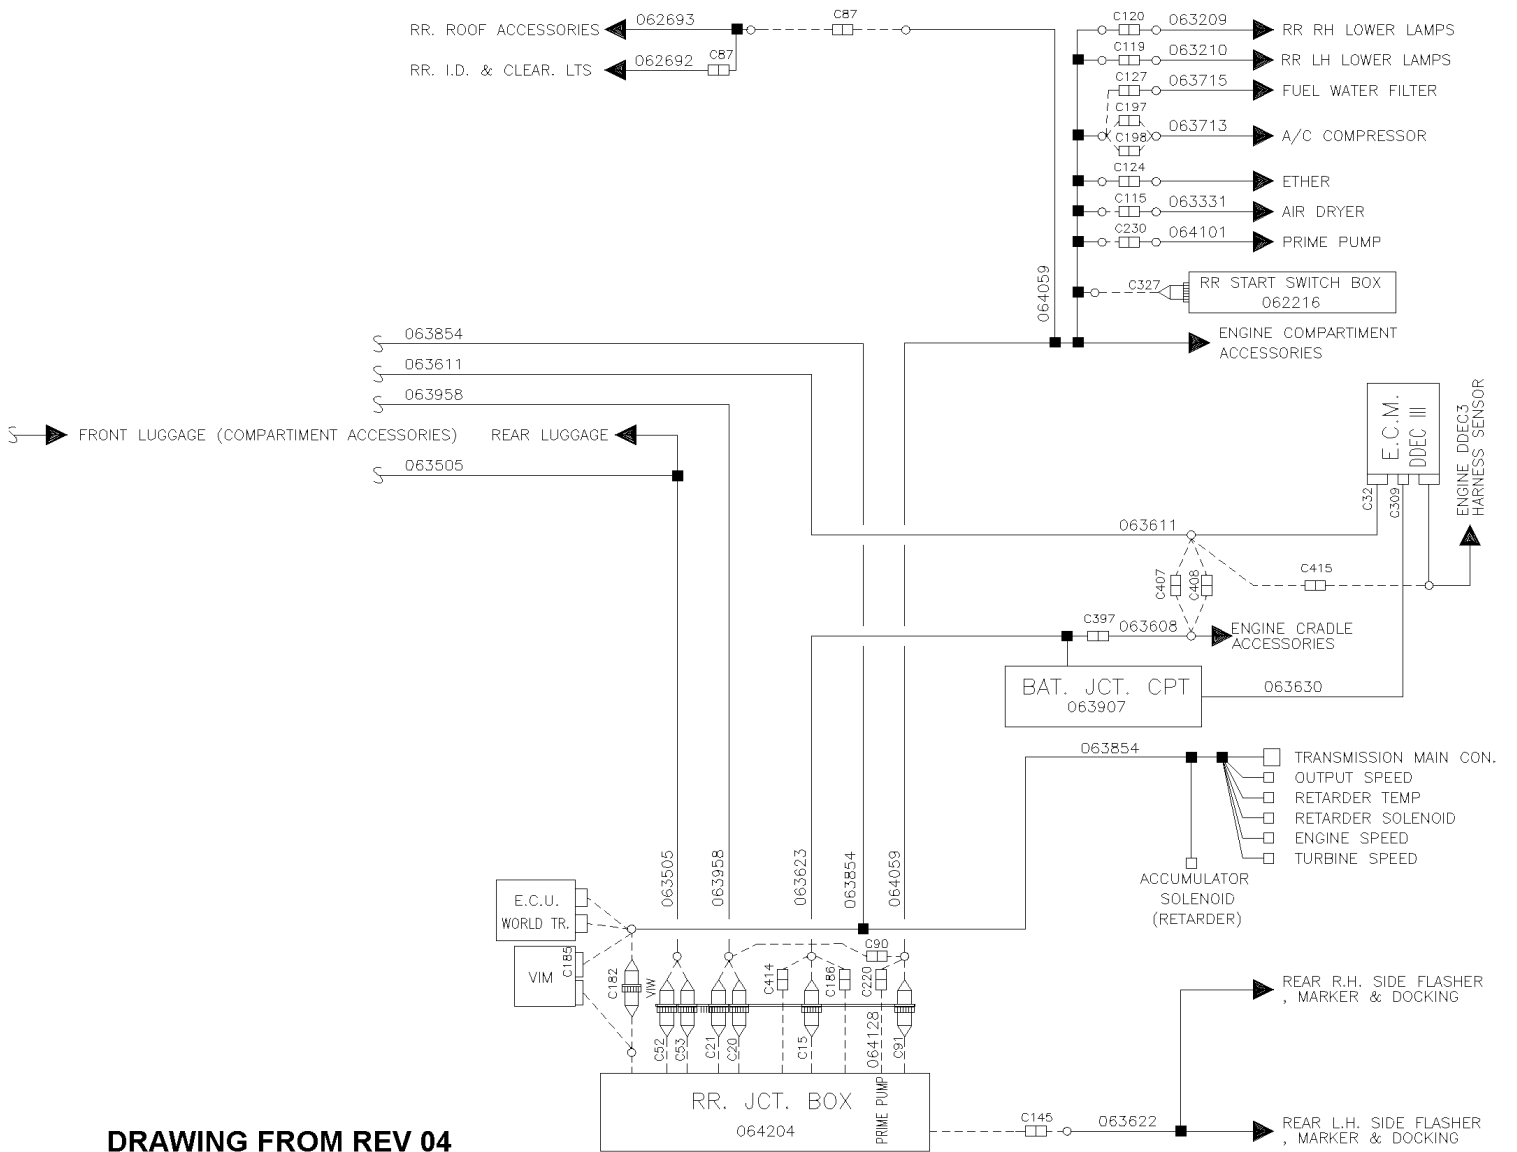 RR. ROOF ACCESSORIES
062693
C87
RR. I.D. & CLEAR. LTS
062692
C87
C120
063209
RR RH LOWER LAMPS
C119
063210
RR LH LOWER LAMPS
C127
063715
FUEL WATER FILTER
C197
063713
A/C COMPRESSOR
C198
C124
ETHER
C115
063331
AIR DRYER
C230
064101
PRIME PUMP
064059
C327
RR START SWITCH BOX
062216
ENGINE COMPARTIMENT
ACCESSORIES
063854
063611
063958
FRONT LUGGAGE (COMPARTIMENT ACCESSORIES)
REAR LUGGAGE
063505
E.C.M.
DDEC III
ENGINE DDEC3
HARNESS SENSOR
C32
C309
063611
C407
C408
C415
C397
063608
ENGINE CRADLE
ACCESSORIES
BAT. JCT. CPT
063907
063630
063854
TRANSMISSION MAIN CON.
OUTPUT SPEED
RETARDER TEMP
RETARDER SOLENOID
ENGINE SPEED
TURBINE SPEED
ACCUMULATOR
SOLENOID
(RETARDER)
063505
063958
063623
063854
064059
E.C.U.
WORLD TR.
VIM
C185
C182
VIW
C414
C186
C90
C220
C52
C53
C21
C20
C15
064128
C91
RR. JCT. BOX
064204
PRIME PUMP
C145
063622
REAR R.H. SIDE FLASHER
, MARKER & DOCKING
REAR L.H. SIDE FLASHER
, MARKER & DOCKING
DRAWING FROM REV 04